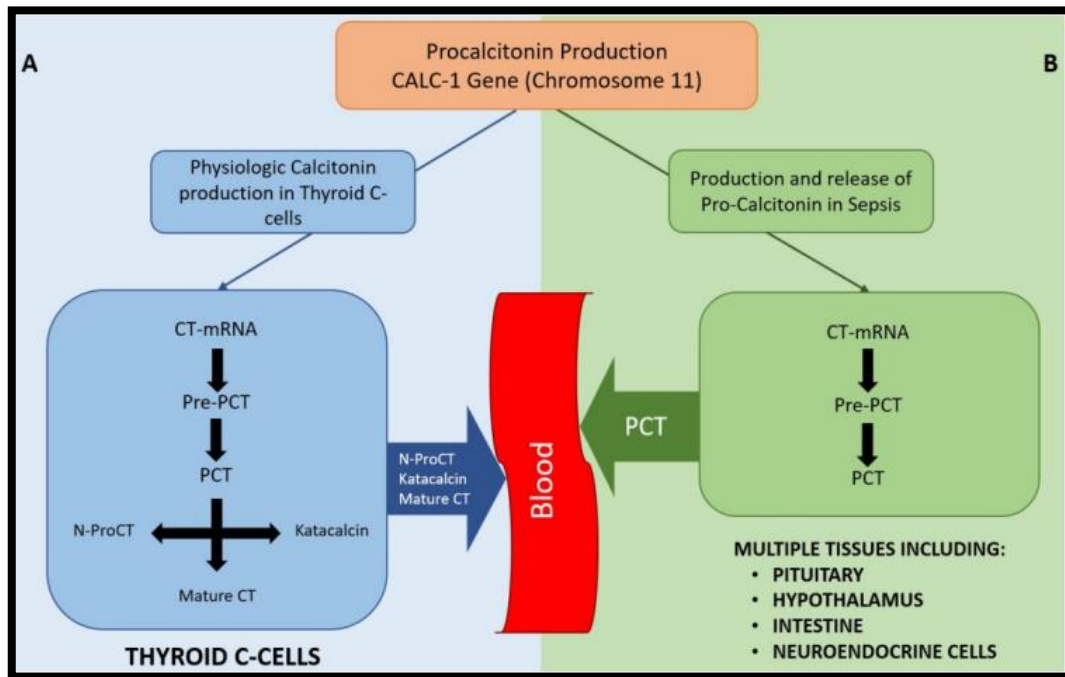 A
B
Procalcitonin Production
CALC-1 Gene (Chromosome 11)
Physiologic Calcitonin
production in Thyroid C-
cells
Production and release of
Pro-Calcitonin in Sepsis
CT-mRNA
Pre-PCT
PCT
N-ProCT
Katacalcin
Mature CT
THYROID C-CELLS
N-ProCT
Katacalcin
Mature CT
Blood
PCT
CT-mRNA
Pre-PCT
PCT
MULTIPLE TISSUES INCLUDING:
• PITUITARY
• HYPOTHALAMUS
• INTESTINE
• NEUROENDOCRINE CELLS